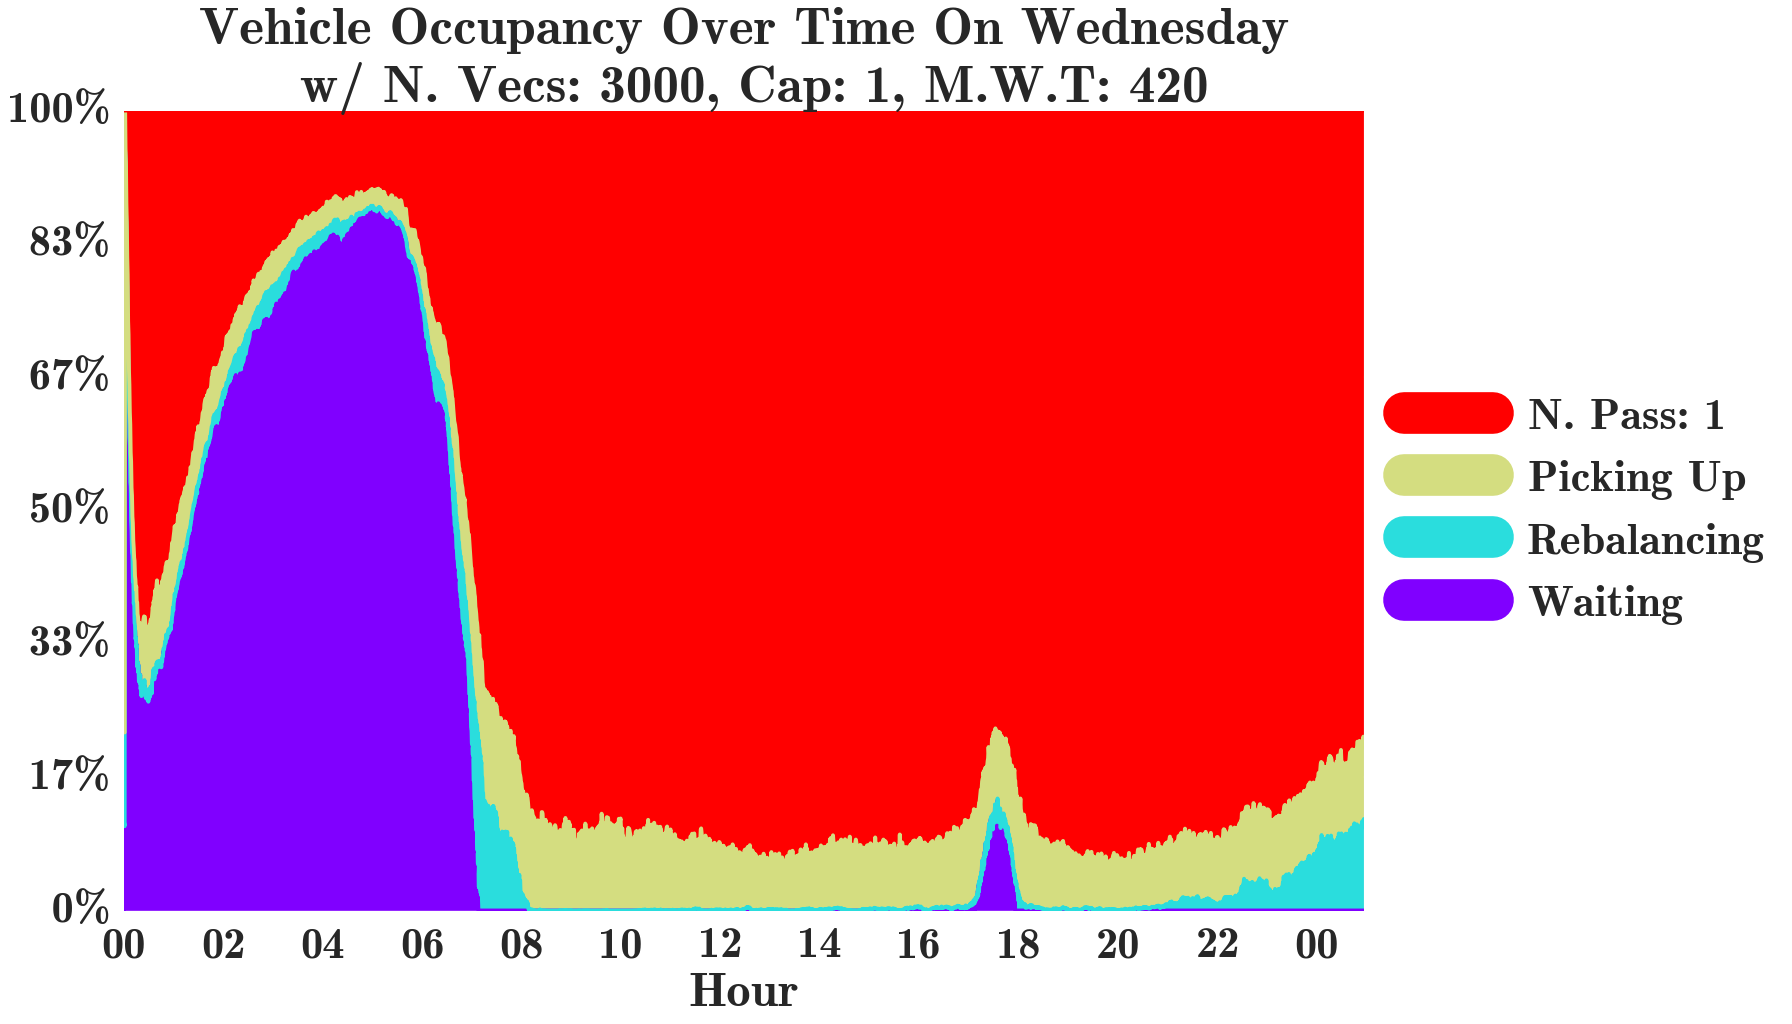 Vehicle Occupancy Over Time On Wednesday
w/ N. Vecs: 3000, Cap: 1, M.W.T: 420
100%
83%
67%
50%
33%
17%
0%
00 02 04 06 08 10 12 14 16 18 20 22 00
Hour
N. Pass: 1
Picking Up
Rebalancing
Waiting